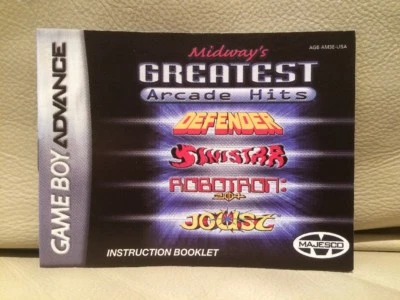 Midway's
AGB-AM3E-USA
GREATEST
Arcade Hits
DEFENDER
SINISTAR
ROBOTRON:
2084
JOUST
GAME BOY ADVANCE
INSTRUCTION BOOKLET
MAJESCO